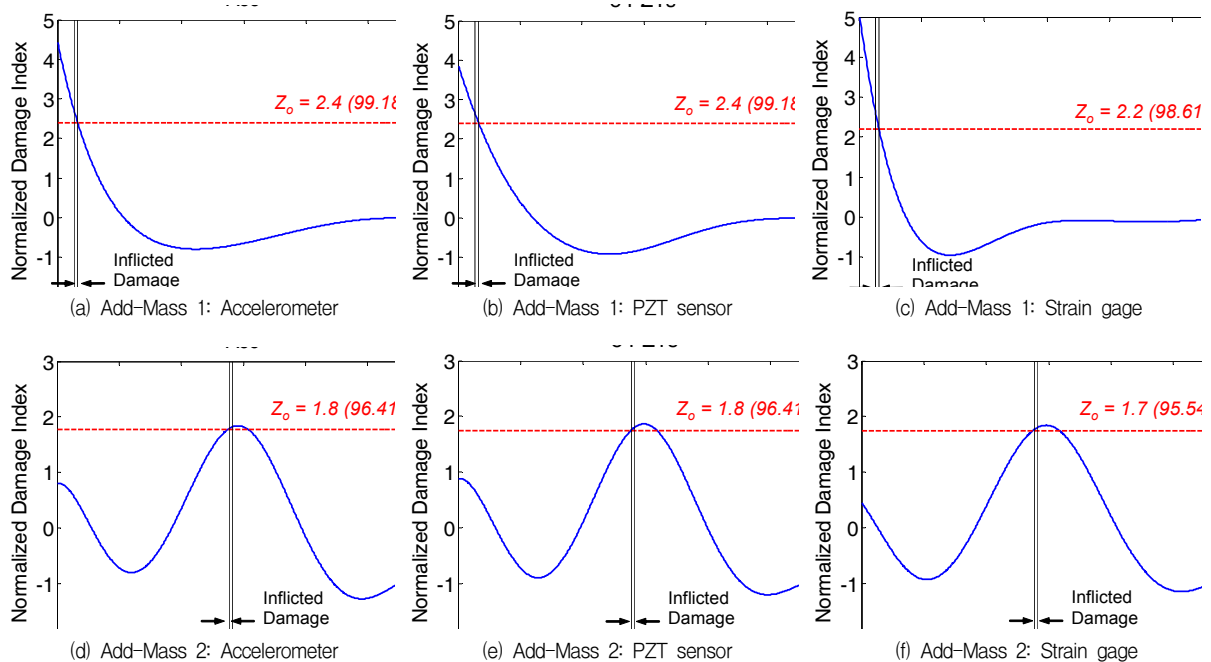 Normalized Damage Index
5
4
3
2
1
0
-1
Zo = 2.4 (99.18
Inflicted
Damage
(a) Add-Mass 1: Accelerometer
Normalized Damage Index
5
4
3
2
1
0
-1
Zo = 2.4 (99.18
Inflicted
Damage
(b) Add-Mass 1: PZT sensor
Normalized Damage Index
5
4
3
2
1
0
-1
Zo = 2.2 (98.61
Inflicted
Damage
(c) Add-Mass 1: Strain gage
Normalized Damage Index
3
2
1
0
-1
Zo = 1.8 (96.41
Inflicted
Damage
(d) Add-Mass 2: Accelerometer
Normalized Damage Index
3
2
1
0
-1
Zo = 1.8 (96.41
Inflicted
Damage
(e) Add-Mass 2: PZT sensor
Normalized Damage Index
3
2
1
0
-1
Zo = 1.7 (95.54
Inflicted
Damage
(f) Add-Mass 2: Strain gage